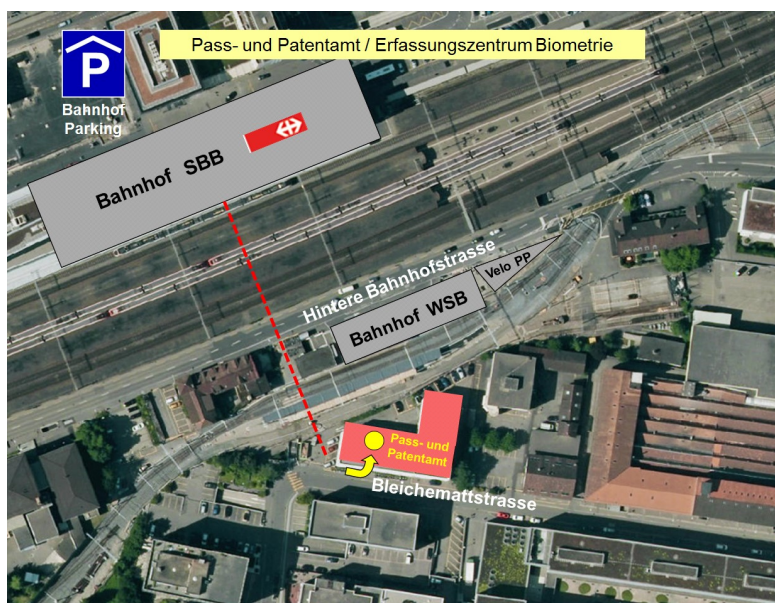 Pass- und Patentamt / Erfassungszentrum Biometrie
P
Bahnhof
Parking
Bahnhof SBB
Hintere Bahnhofstrasse
Velo PP
Bahnhof WSB
Pass- und
Patentamt
Bleichemattstrasse